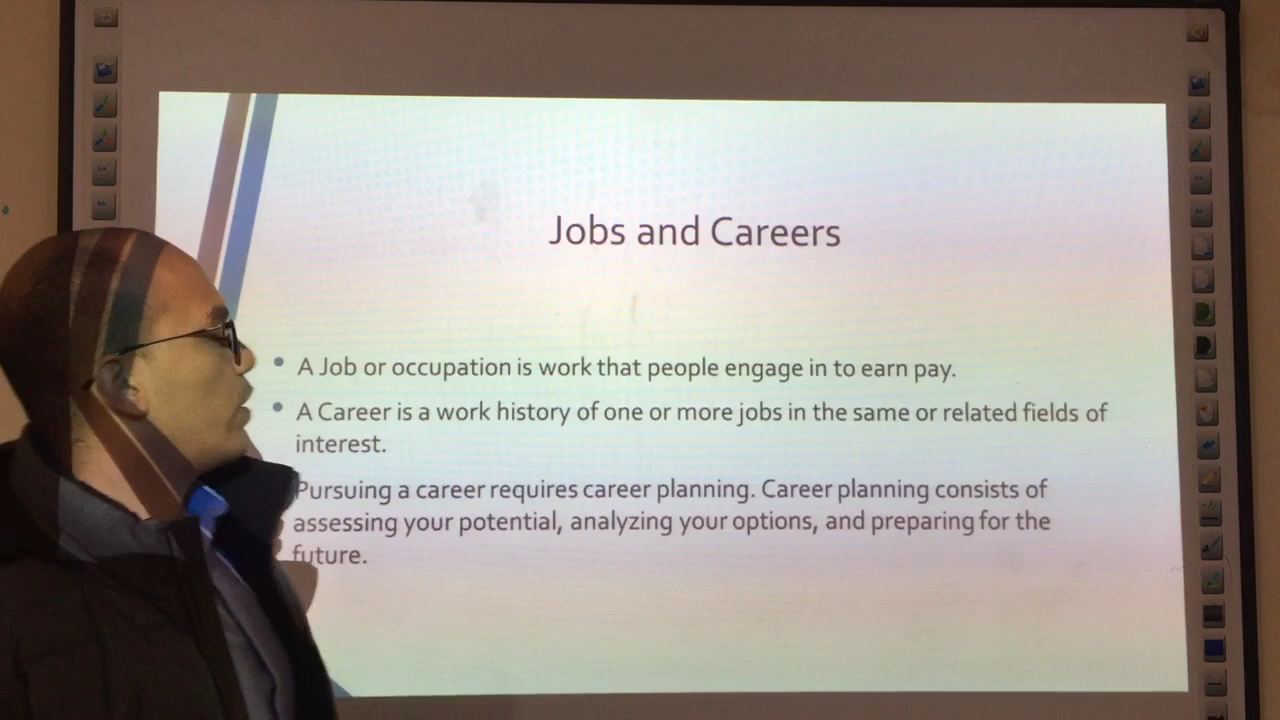 Jobs and Careers
• A Job or occupation is work that people engage in to earn pay.
• A Career is a work history of one or more jobs in the same or related fields of
interest.
Pursuing a career requires career planning. Career planning consists of
assessing your potential, analyzing your options, and preparing for the
future.